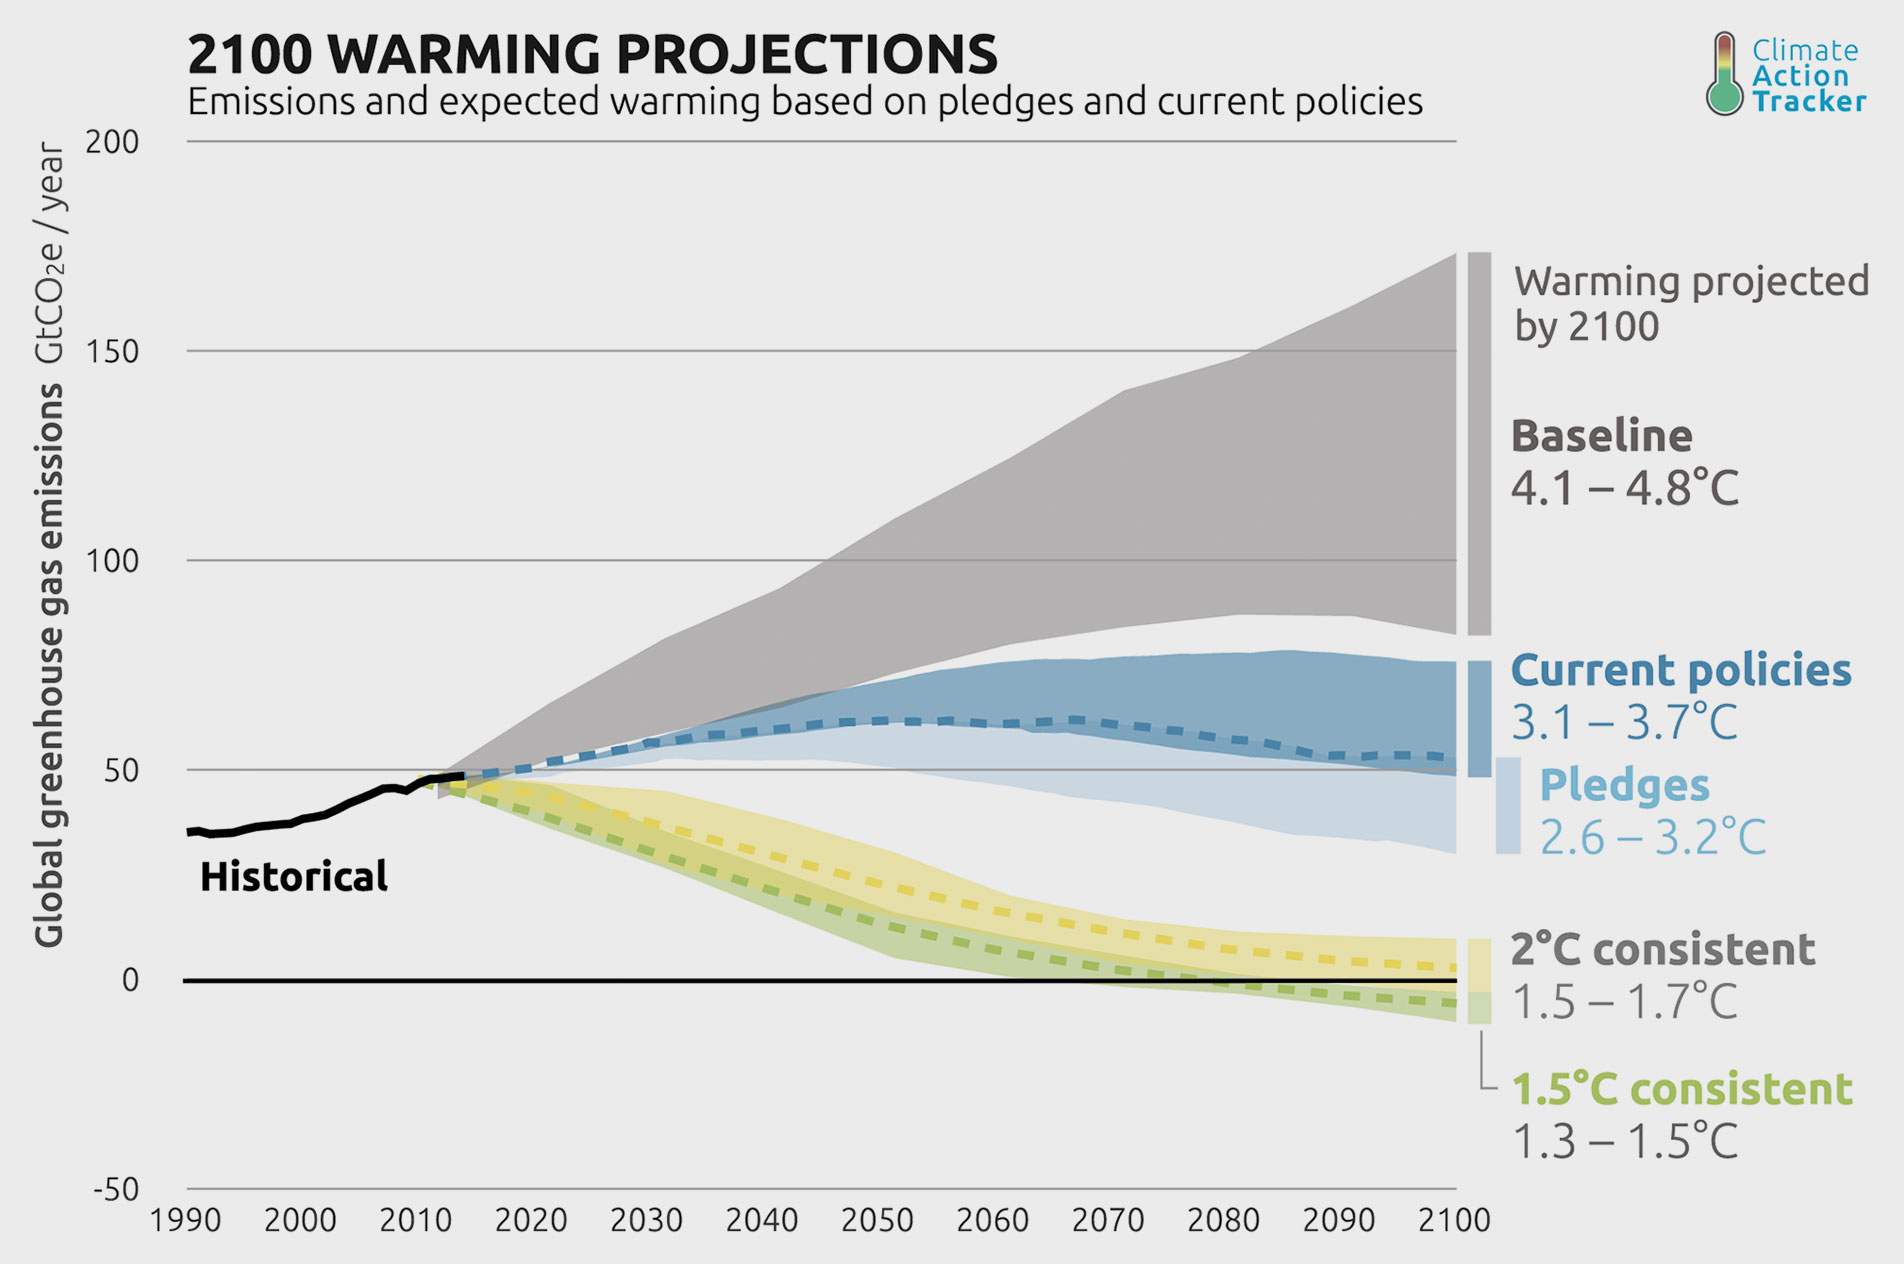 2100 WARMING PROJECTIONS
Emissions and expected warming based on pledges and current policies
Climate
Action
Tracker
Global greenhouse gas emissions GtCO₂e / year
200
150
100
50
0
-50
Historical
Warming projected
by 2100
Baseline
4.1 – 4.8°C
Current policies
3.1 – 3.7°C
Pledges
2.6 – 3.2°C
2°C consistent
1.5 – 1.7°C
1.5°C consistent
1.3 – 1.5°C
1990 2000 2010 2020 2030 2040 2050 2060 2070 2080 2090 2100